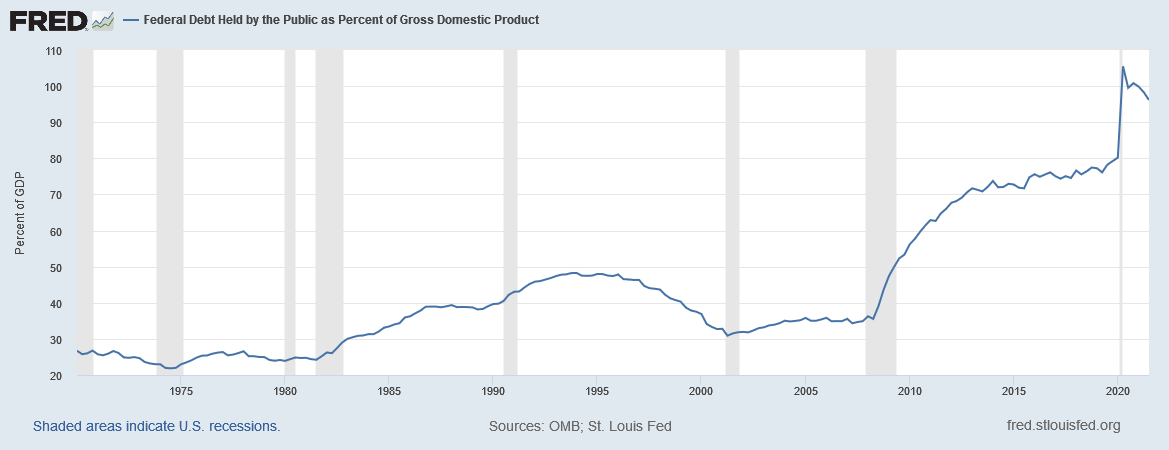 FRED
Federal Debt Held by the Public as Percent of Gross Domestic Product
Percent of GDP
110
100
90
80
70
60
50
40
30
20
1975 1980 1985 1990 1995 2000 2005 2010 2015 2020
Shaded areas indicate U.S. recessions. Sources: OMB; St. Louis Fed fred.stlouisfed.org